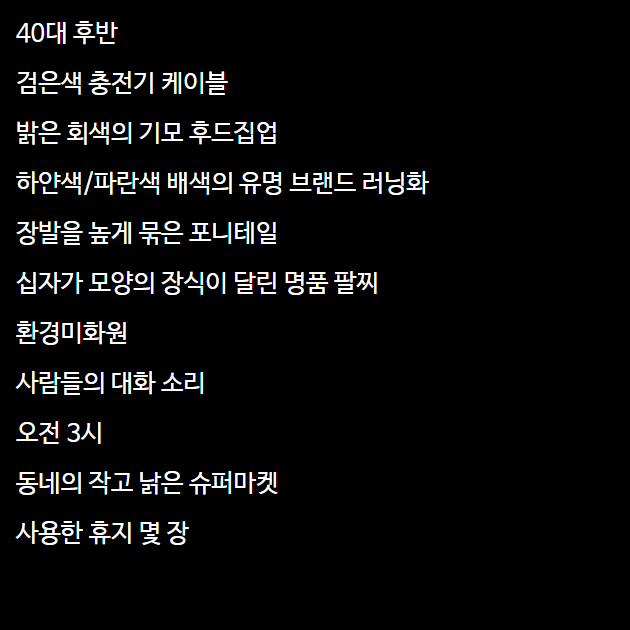 40대 후반
검은색 충전기 케이블
밝은 회색의 기모 후드집업
하얀색/파란색 배색의 유명 브랜드 러닝화
장발을 높게 묶은 포니테일
십자가 모양의 장식이 달린 명품 팔찌
환경미화원
사람들의 대화 소리
오전 3시
동네의 작고 낡은 슈퍼마켓
사용한 휴지 몇 장